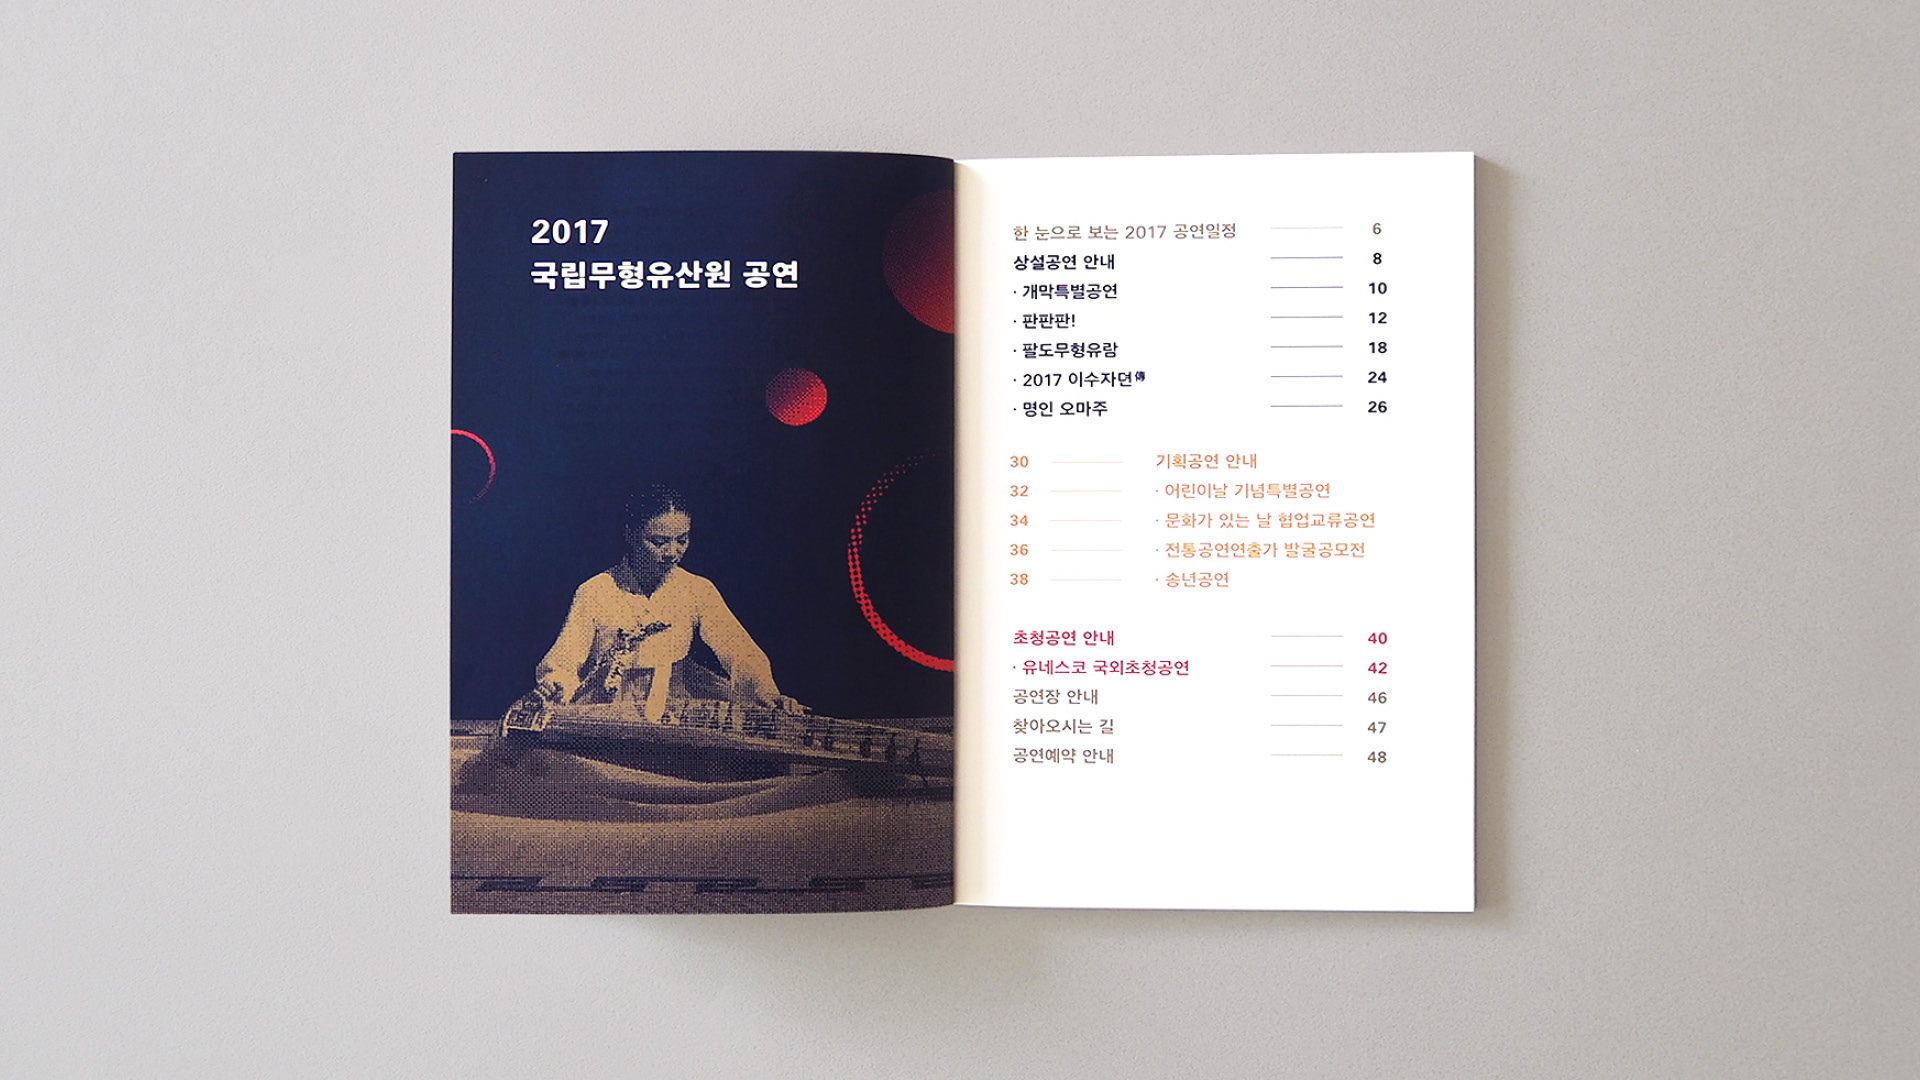 2017
국립무형유산원 공연
한 눈으로 보는 2017 공연일정 6
상설공연 안내 8
· 개막특별공연 10
· 판판판! 12
· 팔도무형유람 18
· 2017 이수자뎐傳 24
· 명인 오마주 26
30 기획공연 안내
32 · 어린이날 기념특별공연
34 · 문화가 있는 날 협업교류공연
36 · 전통공연연출가 발굴공모전
38 · 송년공연
초청공연 안내 40
· 유네스코 국외초청공연 42
공연장 안내 46
찾아오시는 길 47
공연예약 안내 48